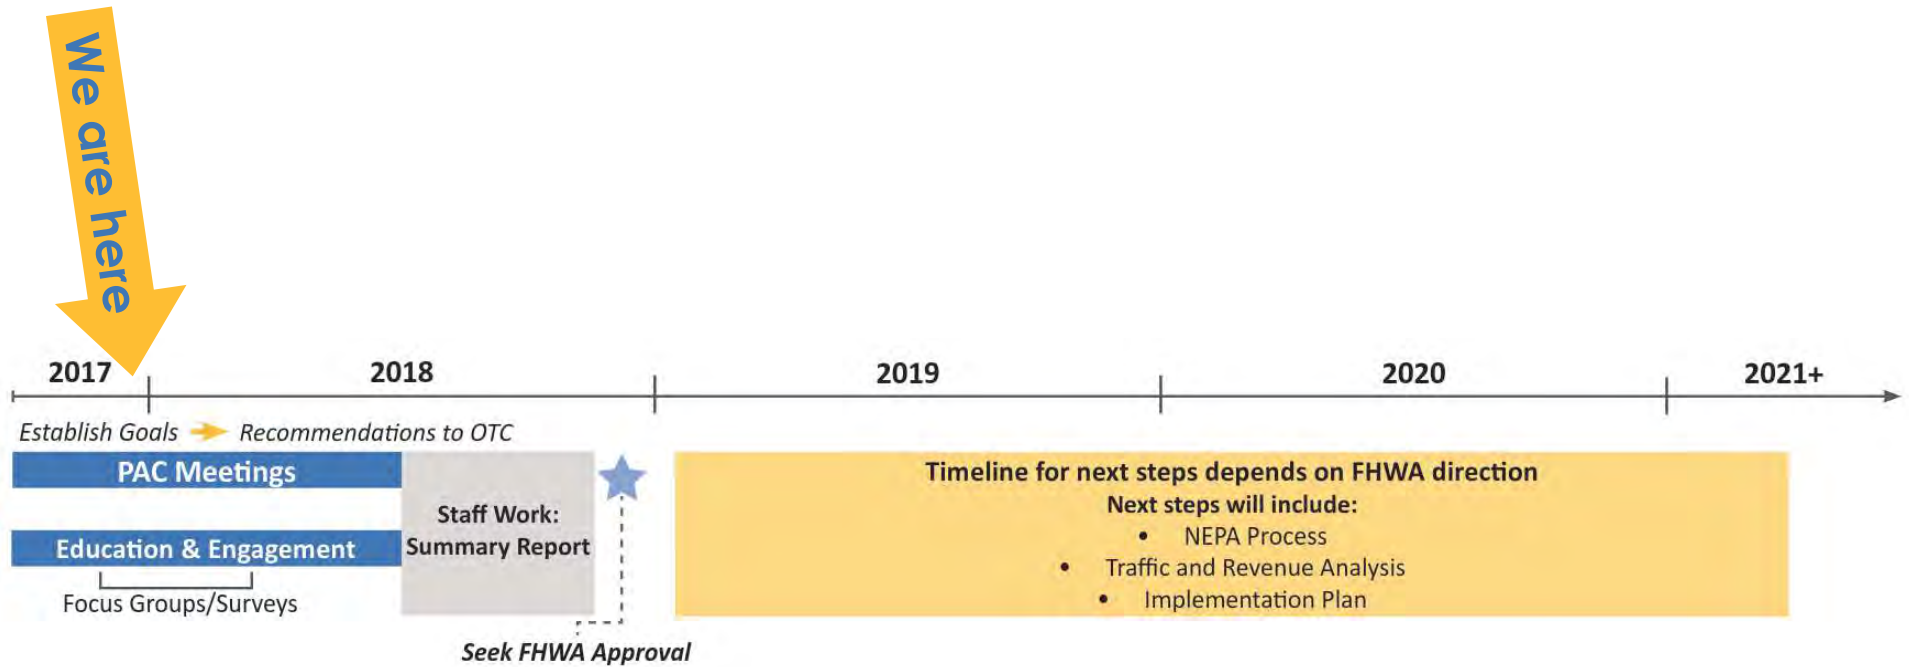 We are here
2017
2018
2019
2020
2021+
Establish Goals
Recommendations to OTC
PAC Meetings
Education & Engagement
Focus Groups/Surveys
Staff Work:
Summary Report
Seek FHWA Approval
Timeline for next steps depends on FHWA direction
Next steps will include:
• NEPA Process
• Traffic and Revenue Analysis
• Implementation Plan